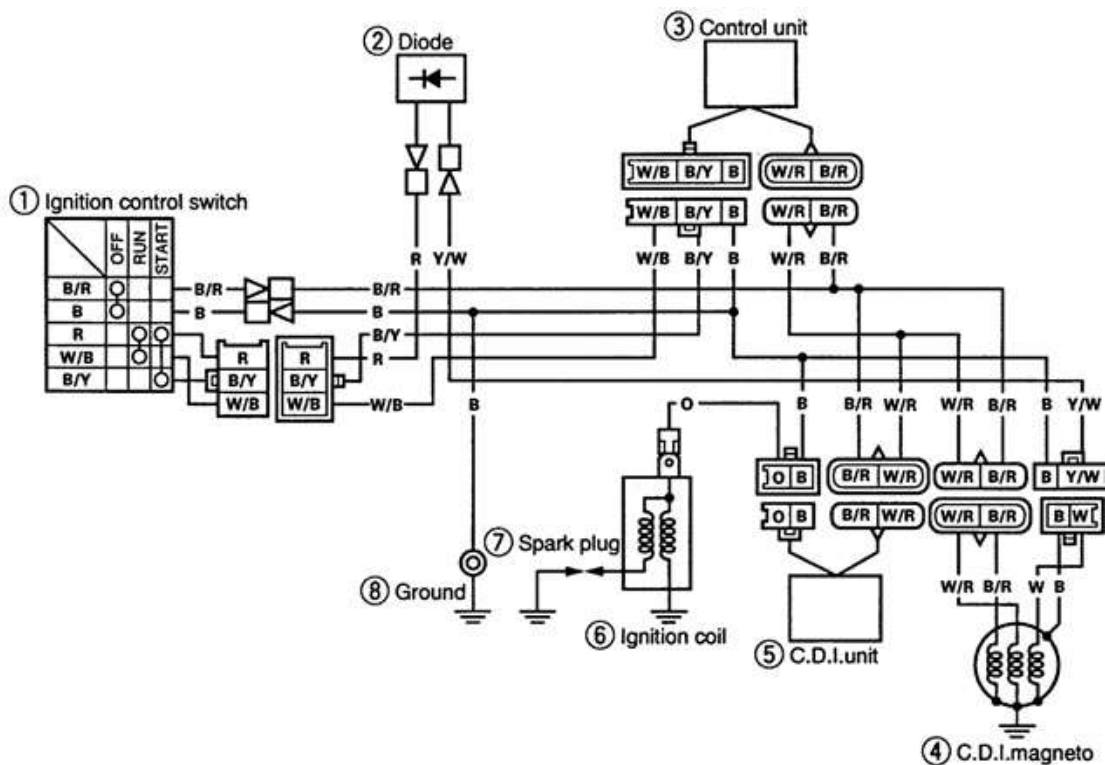 ② Diode
③ Control unit
W/B B/Y B W/R B/R
W/B B/Y B W/R B/R
① Ignition control switch
OFF RUN START
R Y/W W/B B/Y B W/R B/R
B/R B/R B/R
B B B
R B/Y
R R R
W/B B/Y B/Y
B/Y W/B W/B W/B
B O B B/R W/R W/R B/R B Y/W
O B B/R W/R W/R B/R B Y/W
O B B/R W/R W/R B/R B W
⑦ Spark plug
⑧ Ground
W/R B/R W B
⑥ Ignition coil
⑤ C.D.I.unit
④ C.D.I.magneto